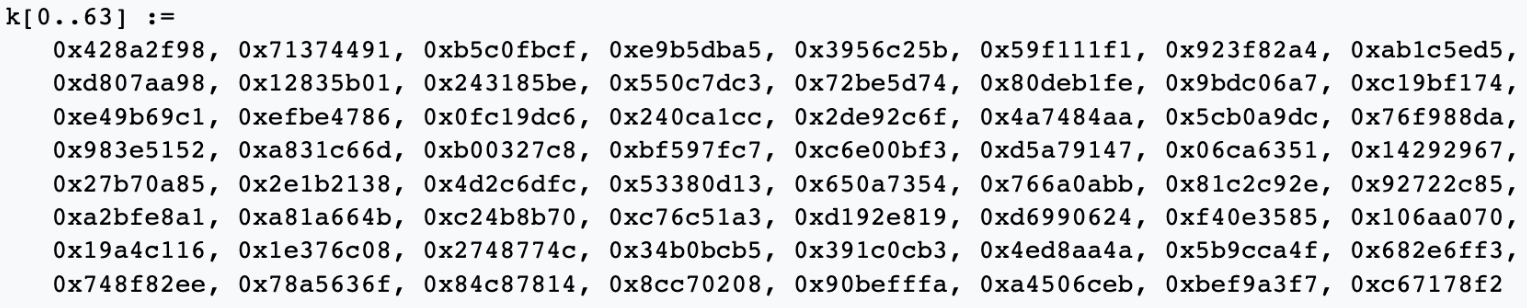 k[0..63] :=
0x428a2f98, 0x71374491, 0xb5c0fbcf, 0xe9b5dba5, 0x3956c25b, 0x59f111f1, 0x923f82a4, 0xab1c5ed5,
0xd807aa98, 0x12835b01, 0x243185be, 0x550c7dc3, 0x72be5d74, 0x80deb1fe, 0x9bdc06a7, 0xc19bf174,
0xe49b69c1, 0xefbe4786, 0x0fc19dc6, 0x240ca1cc, 0x2de92c6f, 0x4a7484aa, 0x5cb0a9dc, 0x76f988da,
0x983e5152, 0xa831c66d, 0xb00327c8, 0xbf597fc7, 0xc6e00bf3, 0xd5a79147, 0x06ca6351, 0x14292967,
0x27b70a85, 0x2e1b2138, 0x4d2c6dfc, 0x53380d13, 0x650a7354, 0x766a0abb, 0x81c2c92e, 0x92722c85,
0xa2bfe8a1, 0xa81a664b, 0xc24b8b70, 0xc76c51a3, 0xd192e819, 0xd6990624, 0xf40e3585, 0x106aa070,
0x19a4c116, 0x1e376c08, 0x2748774c, 0x34b0bcb5, 0x391c0cb3, 0x4ed8aa4a, 0x5b9cca4f, 0x682e6ff3,
0x748f82ee, 0x78a5636f, 0x84c87814, 0x8cc70208, 0x90befffa, 0xa4506ceb, 0xbef9a3f7, 0xc67178f2